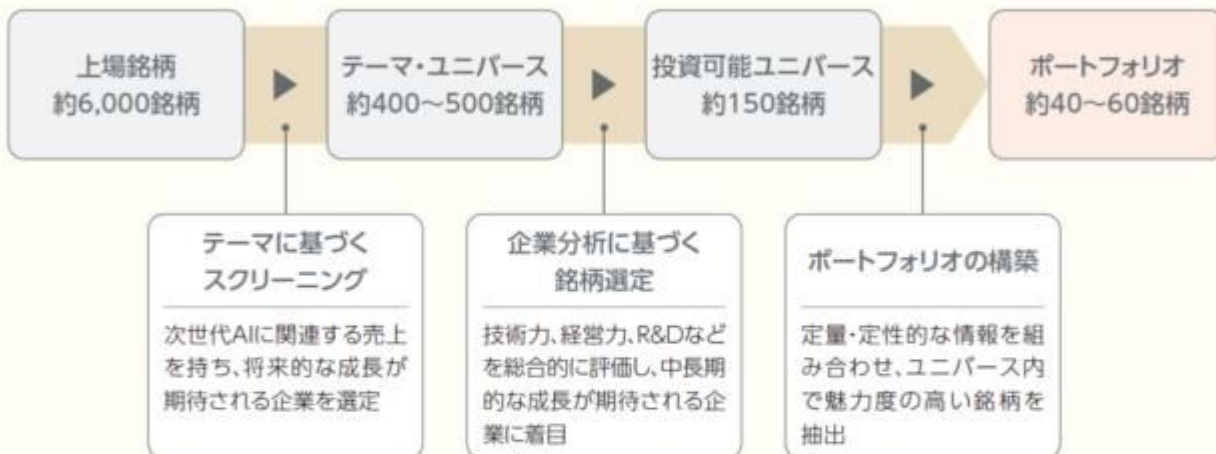 上場銘柄
約6,000銘柄
テーマ・ユニバース
約400～500銘柄
投資可能ユニバース
約150銘柄
ポートフォリオ
約40～60銘柄
テーマに基づく
スクリーニング
次世代AIに関連する売上
を持ち、将来的な成長が
期待される企業を選定
企業分析に基づく
銘柄選定
技術力、経営力、R&Dなど
を総合的に評価し、中長期
的な成長が期待される企
業に着目
ポートフォリオの構築
定量・定性的な情報を組
み合わせ、ユニバース内
で魅力度の高い銘柄を
抽出